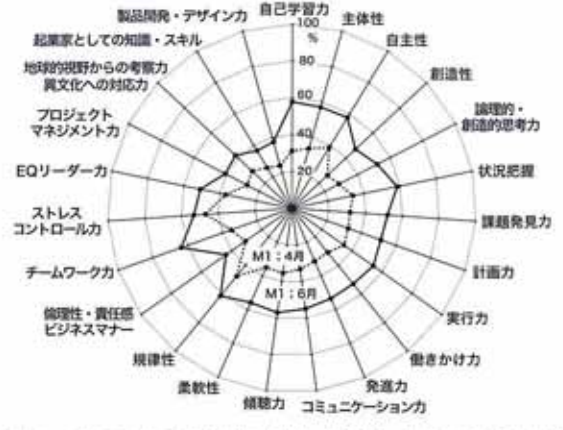 自己学習力
主体性
自主性
創造性
論理的・
創造的思考力
状況把握
課題発見力
計画力
実行力
働きかけ力
発進力
コミュニケーション力
傾聴力
柔軟性
規律性
倫理性・責任感
ビジネスマナー
チームワーク力
ストレス
コントロール力
EQリーダー力
プロジェクト
マネジメント力
地球的視野からの考察力
異文化への対応力
起業家としての知識・スキル
製品開発・デザイン力
100
%
80
60
40
20
M1：4月
M1：6月